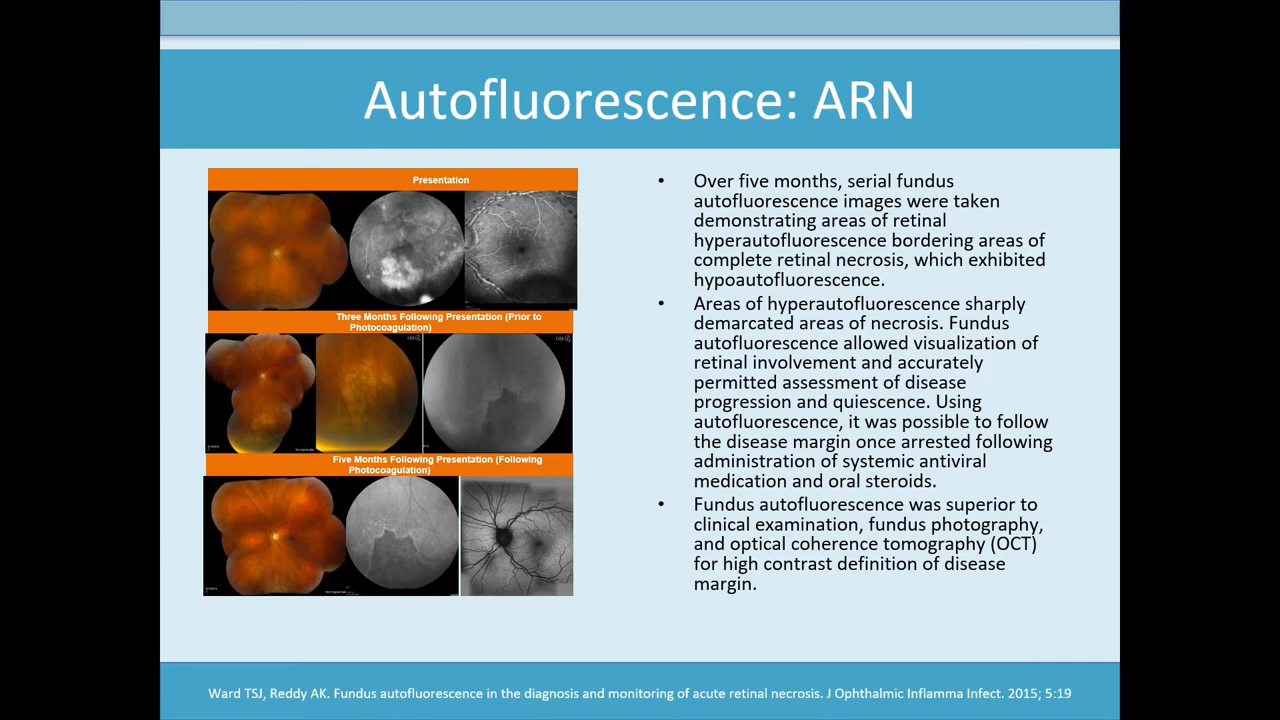 Autofluorescence: ARN
Presentation
Three Months Following Presentation (Prior to
Photocoagulation)
Five Months Following Presentation (Following
Photocoagulation)
• Over five months, serial fundus
autofluorescence images were taken
demonstrating areas of retinal
hyperautofluorescence bordering areas of
complete retinal necrosis, which exhibited
hypoautofluorescence.
• Areas of hyperautofluorescence sharply
demarcated areas of necrosis. Fundus
autofluorescence allowed visualization of
retinal involvement and accurately
permitted assessment of disease
progression and quiescence. Using
autofluorescence, it was possible to follow
the disease margin once arrested following
administration of systemic antiviral
medication and oral steroids.
• Fundus autofluorescence was superior to
clinical examination, fundus photography,
and optical coherence tomography (OCT)
for high contrast definition of disease
margin.
Ward TSJ, Reddy AK. Fundus autofluorescence in the diagnosis and monitoring of acute retinal necrosis. J Ophthalmic Inflamma Infect. 2015; 5:19